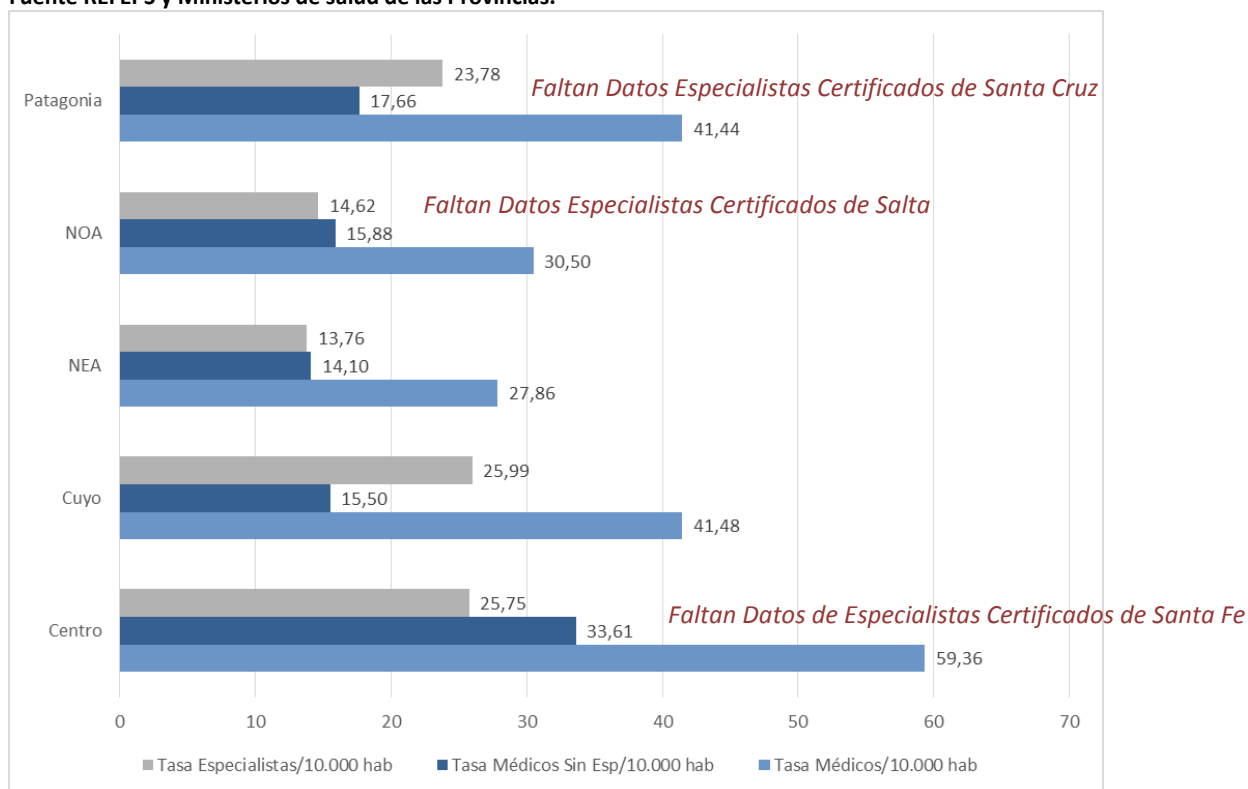 Fuente REFEPS y Ministerios de salud de las Provincias.
Patagonia
23,78
17,66
41,44
Faltan Datos Especialistas Certificados de Santa Cruz
NOA
14,62
15,88
30,50
Faltan Datos Especialistas Certificados de Salta
NEA
13,76
14,10
27,86
Cuyo
25,99
15,50
41,48
Centro
25,75
33,61
59,36
Faltan Datos de Especialistas Certificados de Santa Fe
0 10 20 30 40 50 60 70
Tasa Especialistas/10.000 hab Tasa Médicos Sin Esp/10.000 hab Tasa Médicos/10.000 hab